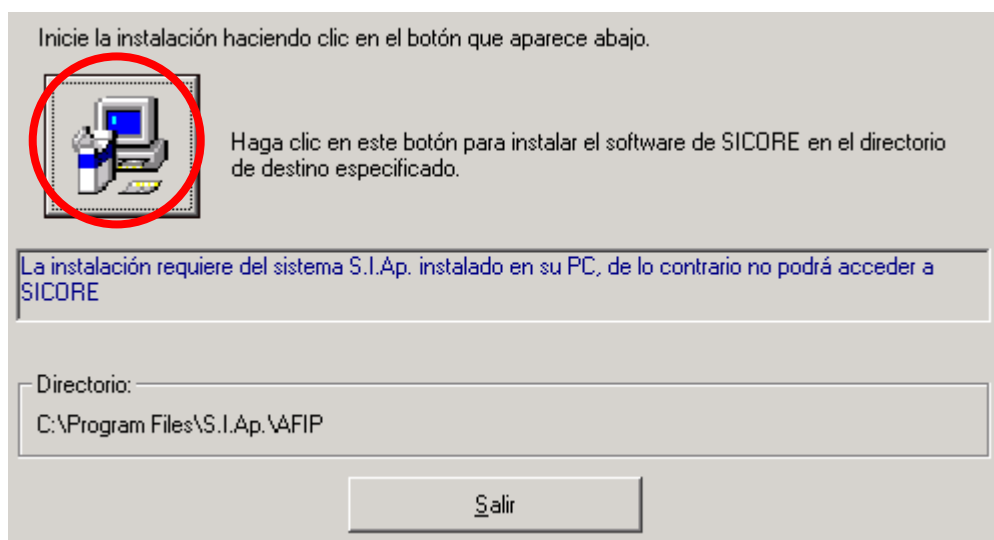 Inicie la instalación haciendo clic en el botón que aparece abajo.
Haga clic en este botón para instalar el software de SICORE en el directorio
de destino especificado.
La instalación requiere del sistema S.I.Ap. instalado en su PC, de lo contrario no podrá acceder a
SICORE
Directorio:
C:\Program Files\S.I.Ap.\AFIP
Salir